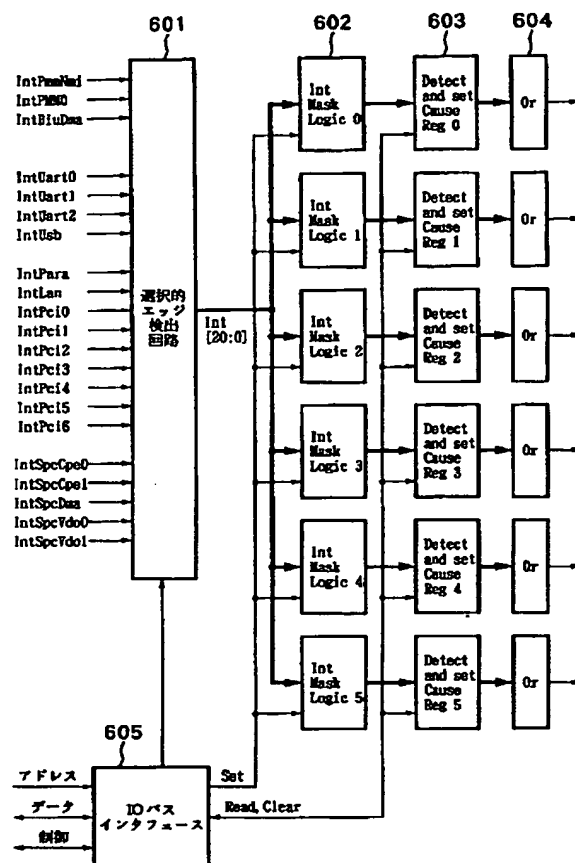 601
602
603
604
IntPmmNmi
IntPMM0
IntBiuDma
IntUart0
IntUart1
IntUart2
IntUsb
IntPara
IntLan
IntPci0
IntPci1
IntPci2
IntPci3
IntPci4
IntPci5
IntPci6
IntSpcCpe0
IntSpcCpe1
IntSpcDma
IntSpcVdo0
IntSpcVdo1
選択的
エッジ
検出
回路
Int
[20:0]
Int
Mask
Logic 0
Detect
and set
Cause
Reg 0
Or
Int
Mask
Logic 1
Detect
and set
Cause
Reg 1
Or
Int
Mask
Logic 2
Detect
and set
Cause
Reg 2
Or
Int
Mask
Logic 3
Detect
and set
Cause
Reg 3
Or
Int
Mask
Logic 4
Detect
and set
Cause
Reg 4
Or
Int
Mask
Logic 5
Detect
and set
Cause
Reg 5
Or
605
アドレス
データ
制御
IOバス
インタフェース
Set
Read, Clear